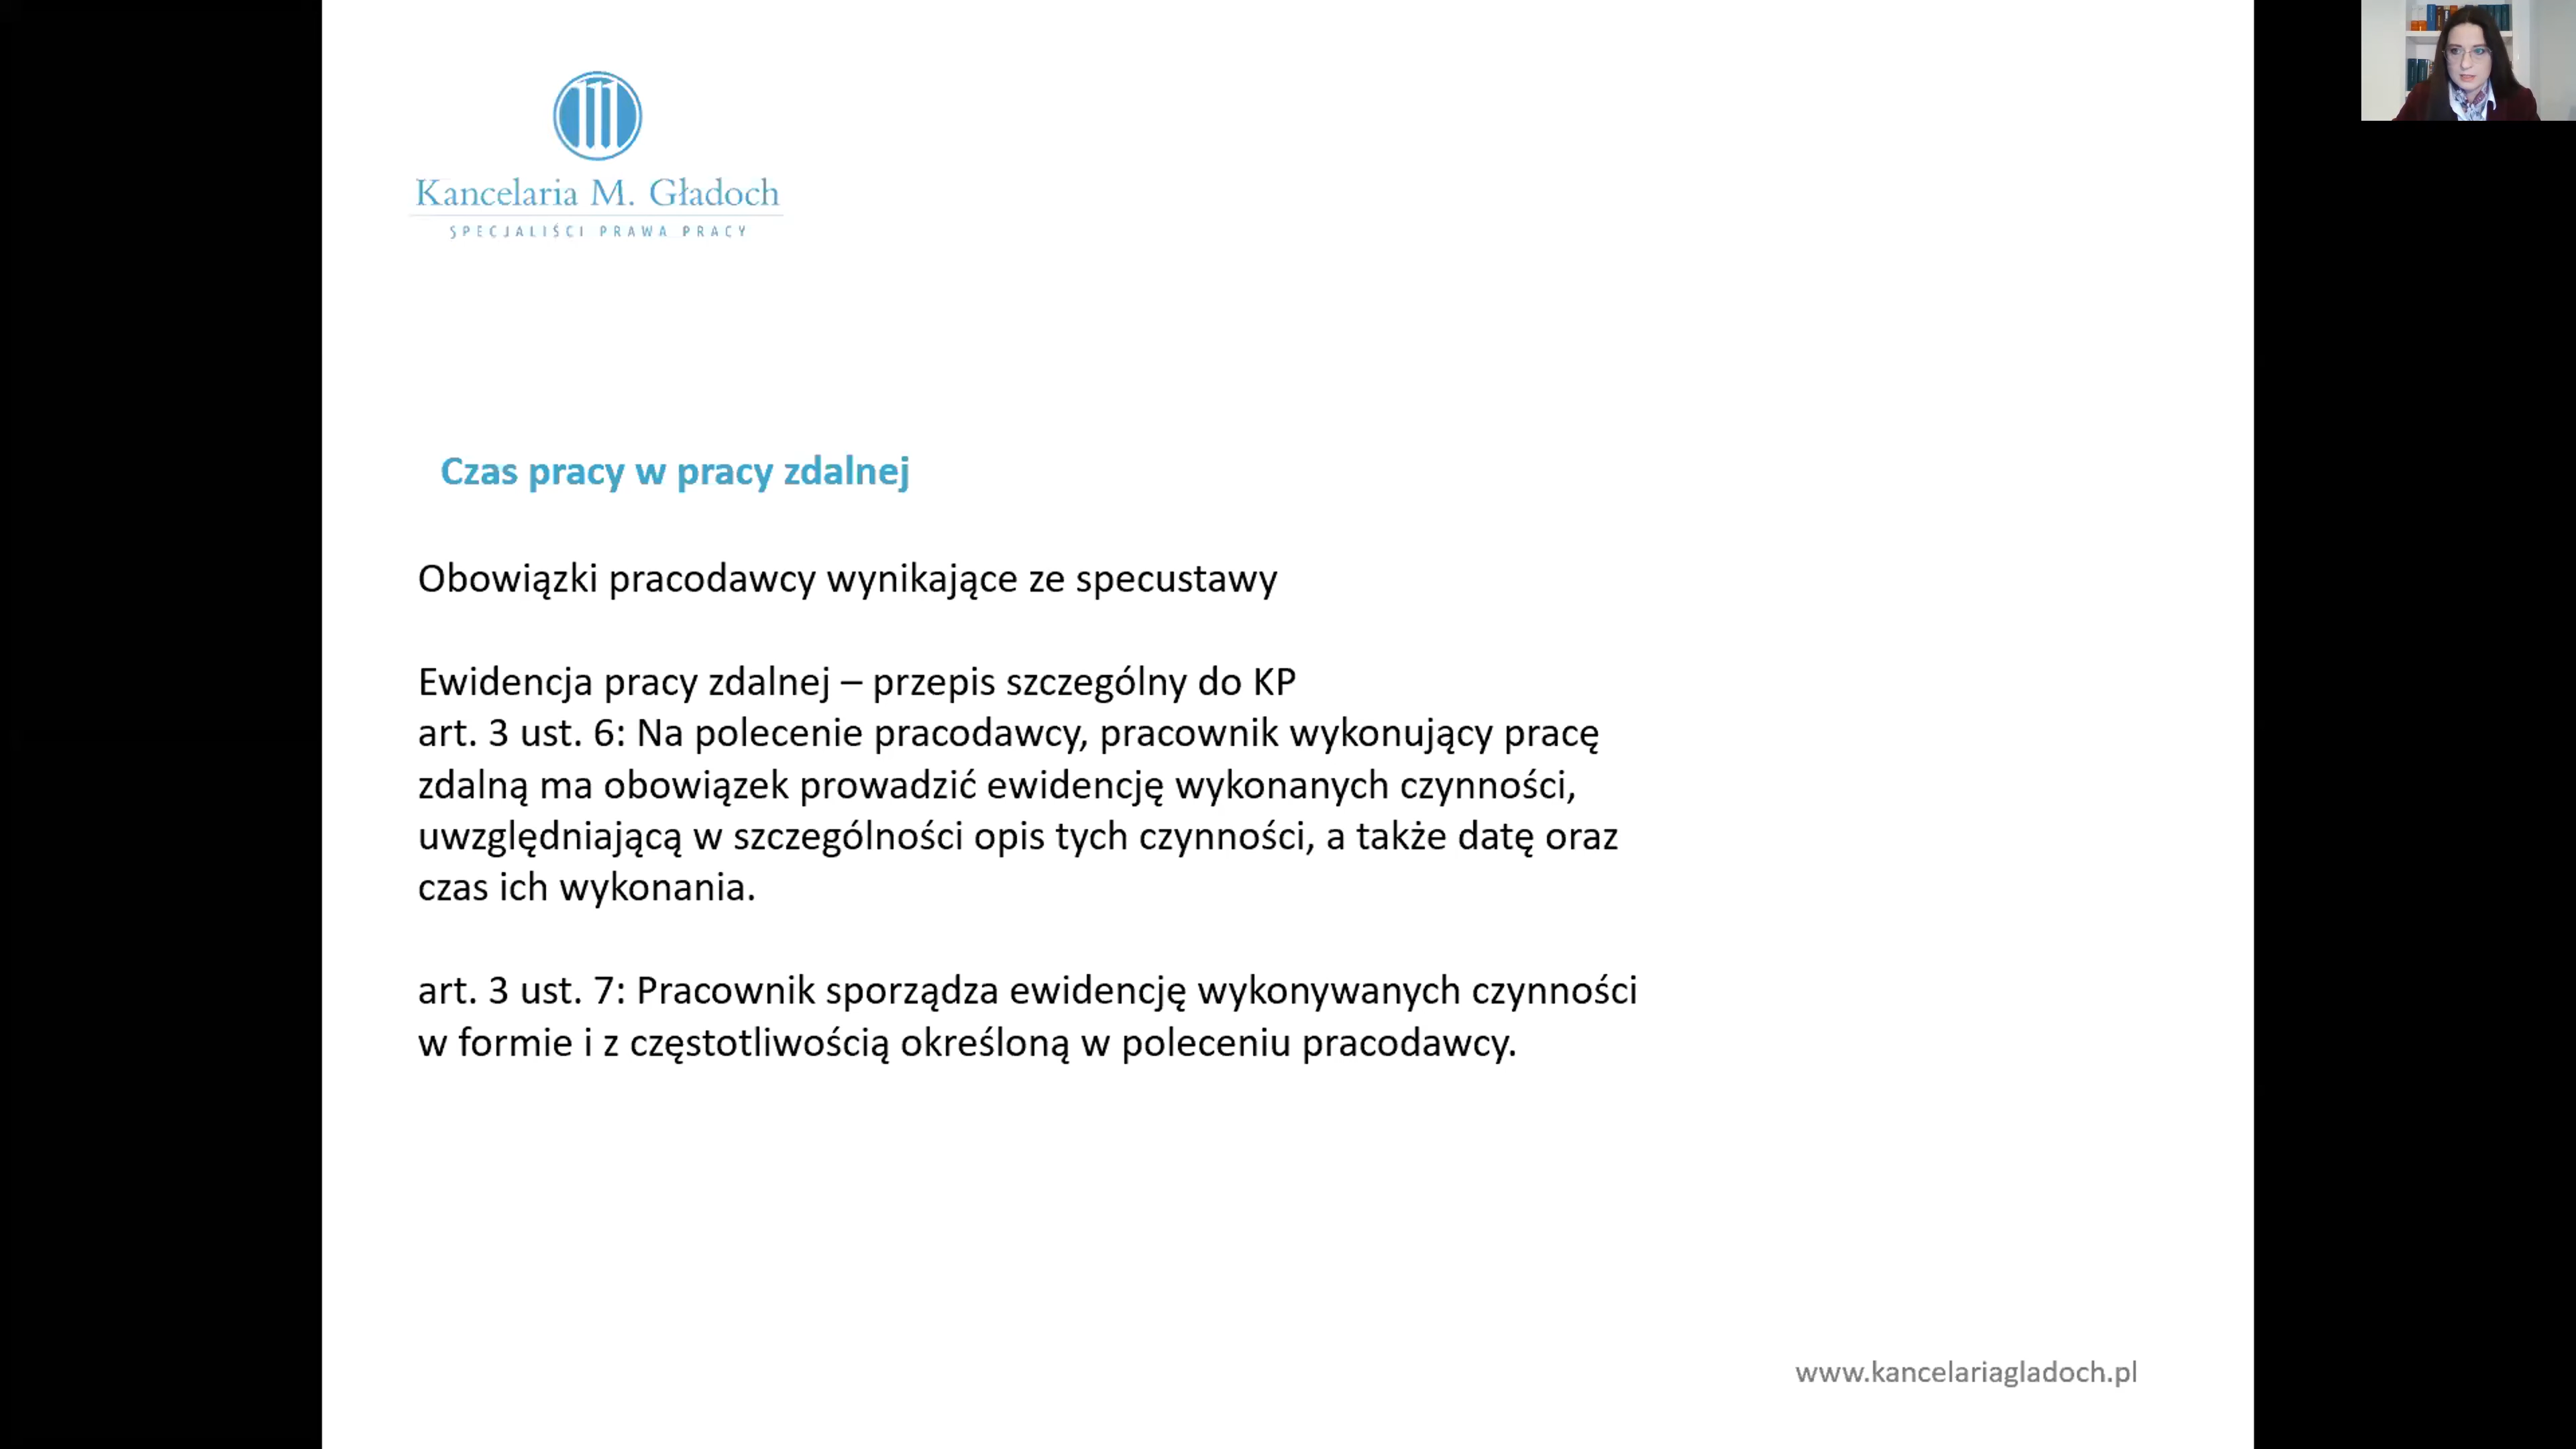 Kancelaria M. Gładoch
SPECJALIŚCI PRAWA PRACY
Czas pracy w pracy zdalnej
Obowiązki pracodawcy wynikające ze specustawy
Ewidencja pracy zdalnej – przepis szczególny do KP
art. 3 ust. 6: Na polecenie pracodawcy, pracownik wykonujący pracę
zdalną ma obowiązek prowadzić ewidencję wykonanych czynności,
uwzględniającą w szczególności opis tych czynności, a także datę oraz
czas ich wykonania.
art. 3 ust. 7: Pracownik sporządza ewidencję wykonywanych czynności
w formie i z częstotliwością określoną w poleceniu pracodawcy.
www.kancelariagladoch.pl